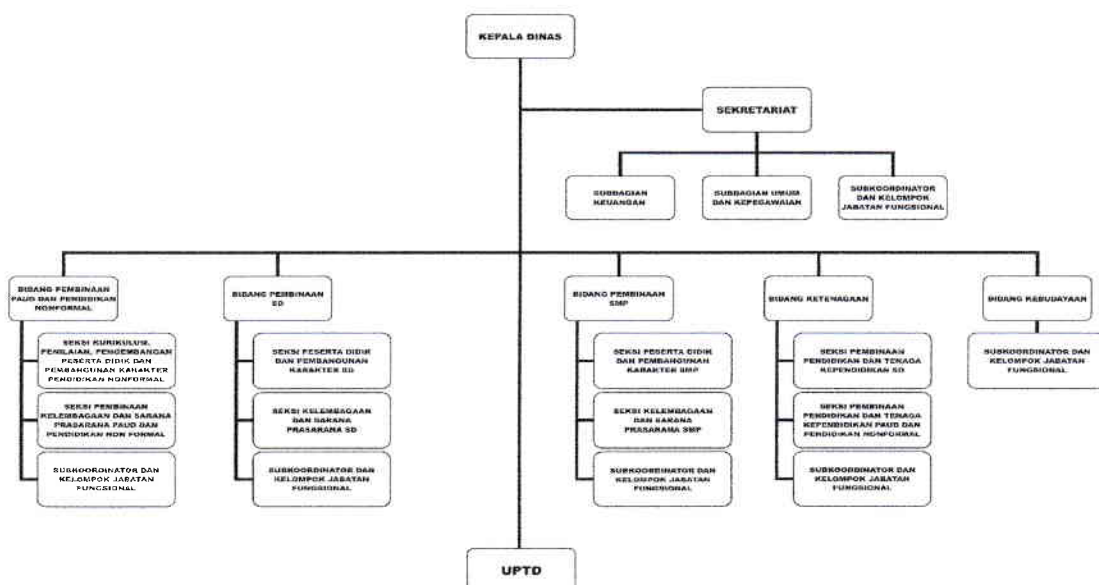 KEPALA DINAS
SEKRETARIAT
SUBBAGIAN
KEUANGAN
SUBBAGIAN UMUM
DAN KEPEGAWAIAN
SUBKOORDINATOR
DAN KELOMPOK
JABATAN FUNGSIONAL
BIDANG PEMBINAAN
PAUD DAN PENDIDIKAN
NONFORMAL
SEKSI KURIKULUM,
PENILAIAN, PENGEMBANGAN
PESERTA DIDIK DAN
PEMBANGUNAN KARAKTER
PENDIDIKAN NONFORMAL
SEKSI PEMBINAAN
KELEMBAGAAN DAN SARANA
PRASARANA PAUD DAN
PENDIDIKAN NON FORMAL
SUBKOORDINATOR DAN
KELOMPOK JABATAN
FUNGSIONAL
BIDANG PEMBINAAN
SD
SEKSI PESERTA DIDIK
DAN PEMBANGUNAN
KARAKTER SD
SEKSI KELEMBAGAAN
DAN SARANA
PRASARANA SD
SUBKOORDINATOR DAN
KELOMPOK JABATAN
FUNGSIONAL
BIDANG PEMBINAAN
SMP
SEKSI PESERTA DIDIK
DAN PEMBANGUNAN
KARAKTER SMP
SEKSI KELEMBAGAAN
DAN SARANA
PRASARANA SMP
SUBKOORDINATOR DAN
KELOMPOK JABATAN
FUNGSIONAL
BIDANG KETENAGAAN
SEKSI PEMBINAAN
PENDIDIKAN DAN TENAGA
KEPENDIDIKAN SD
SEKSI PEMBINAAN
PENDIDIKAN DAN TENAGA
KEPENDIDIKAN PAUD DAN
PENDIDIKAN NONFORMAL
SUBKOORDINATOR DAN
KELOMPOK JABATAN
FUNGSIONAL
BIDANG KEBUDAYAAN
SUBKOORDINATOR DAN
KELOMPOK JABATAN
FUNGSIONAL
UPTD